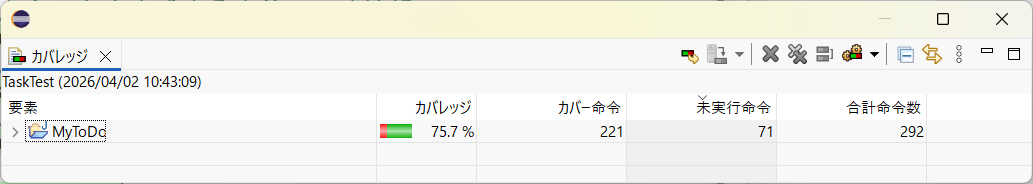 カバレッジ
TaskTest (2026/04/02 10:43:09)
要素 カバレッジ カバー命令 未実行命令 合計命令数
MyToDo 75.7 % 221 71 292